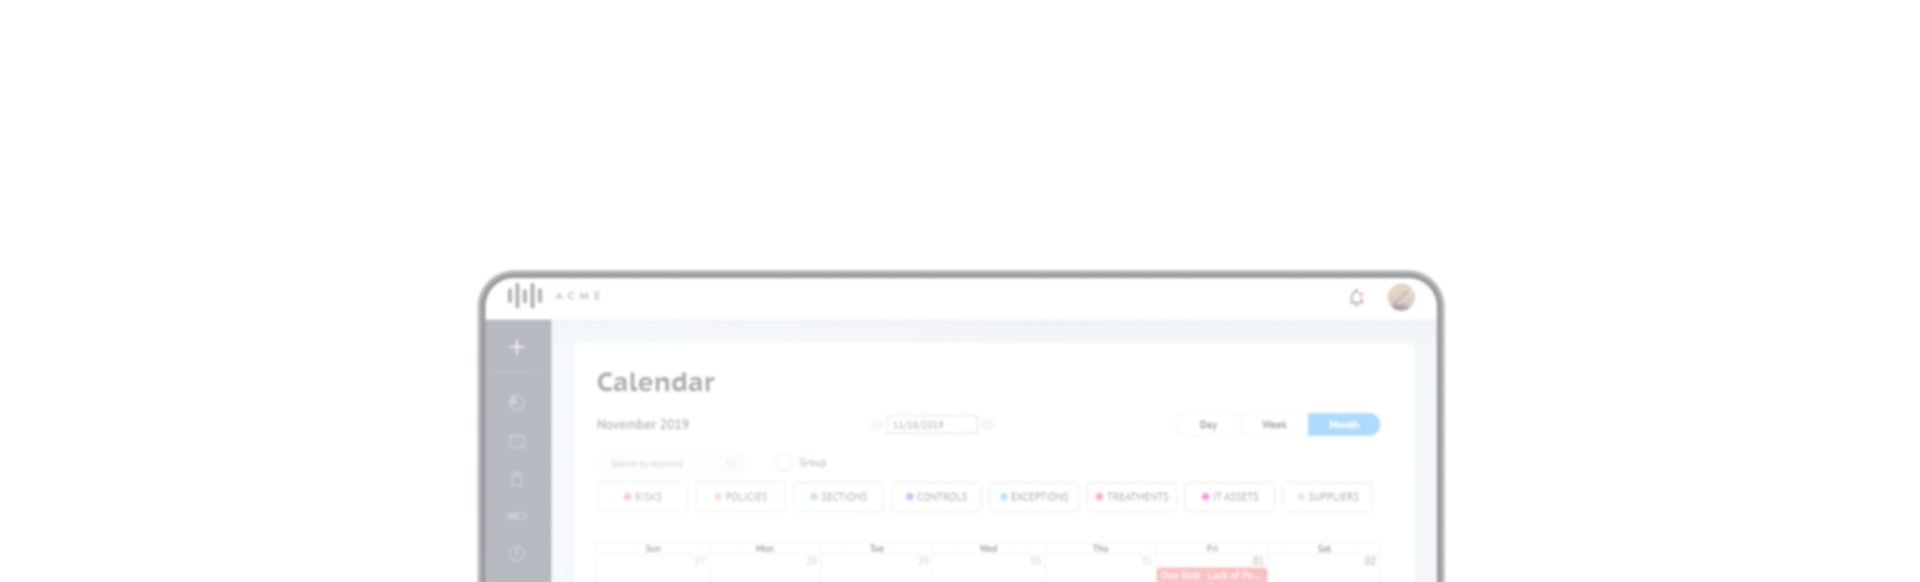 ACME
Calendar
November 2019
11/18/2019
Day Week Month
Search by keyword
Group
RISKS POLICIES SECTIONS CONTROLS EXCEPTIONS TREATMENTS IT ASSETS SUPPLIERS
Sun Mon Tue Wed Thu Fri Sat
27 28 29 30 31 01 02
Due Risk - Lack of Pe...